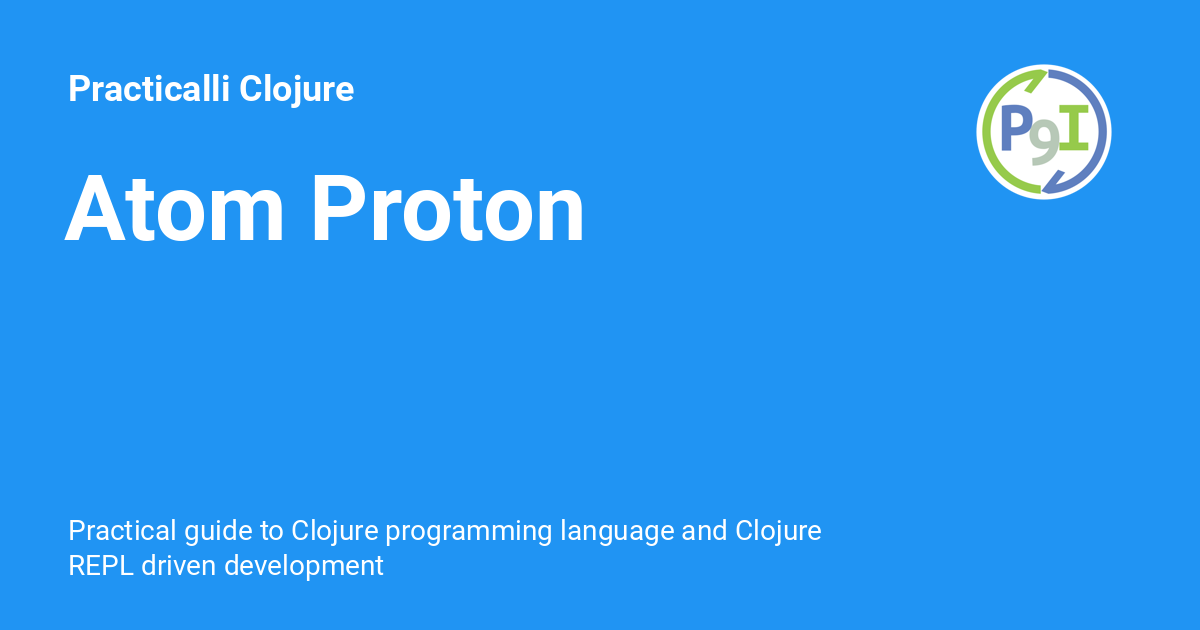 Practicalli Clojure
P9I
Atom Proton
Practical guide to Clojure programming language and Clojure
REPL driven development